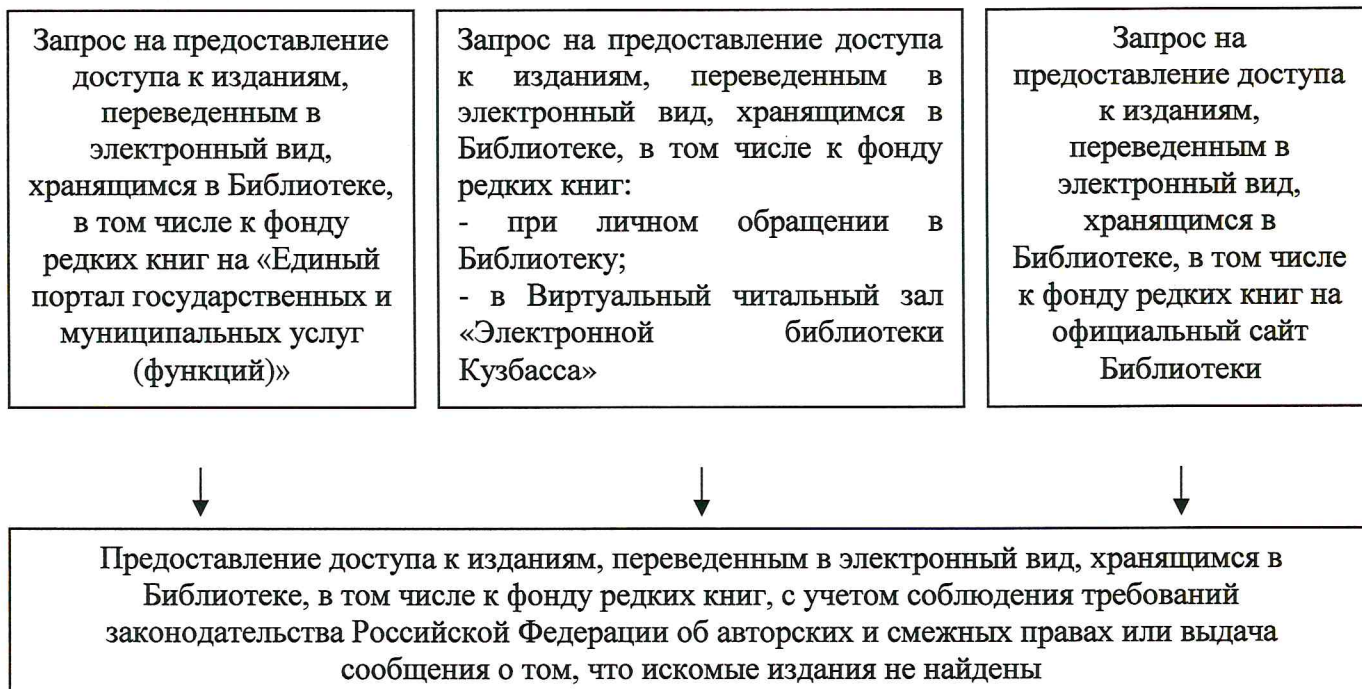 Запрос на предоставление
доступа к изданиям,
переведенным в
электронный вид,
хранящимся в Библиотеке,
в том числе к фонду
редких книг на «Единый
портал государственных и
муниципальных услуг
(функций)»
Запрос на предоставление доступа
к изданиям, переведенным в
электронный вид, хранящимся в
Библиотеке, в том числе к фонду
редких книг:
- при личном обращении в
Библиотеку;
- в Виртуальный читальный зал
«Электронной библиотеки
Кузбасса»
Запрос на
предоставление доступа
к изданиям,
переведенным в
электронный вид,
хранящимся в
Библиотеке, в том числе
к фонду редких книг на
официальный сайт
Библиотеки
Предоставление доступа к изданиям, переведенным в электронный вид, хранящимся в
Библиотеке, в том числе к фонду редких книг, с учетом соблюдения требований
законодательства Российской Федерации об авторских и смежных правах или выдача
сообщения о том, что искомые издания не найдены